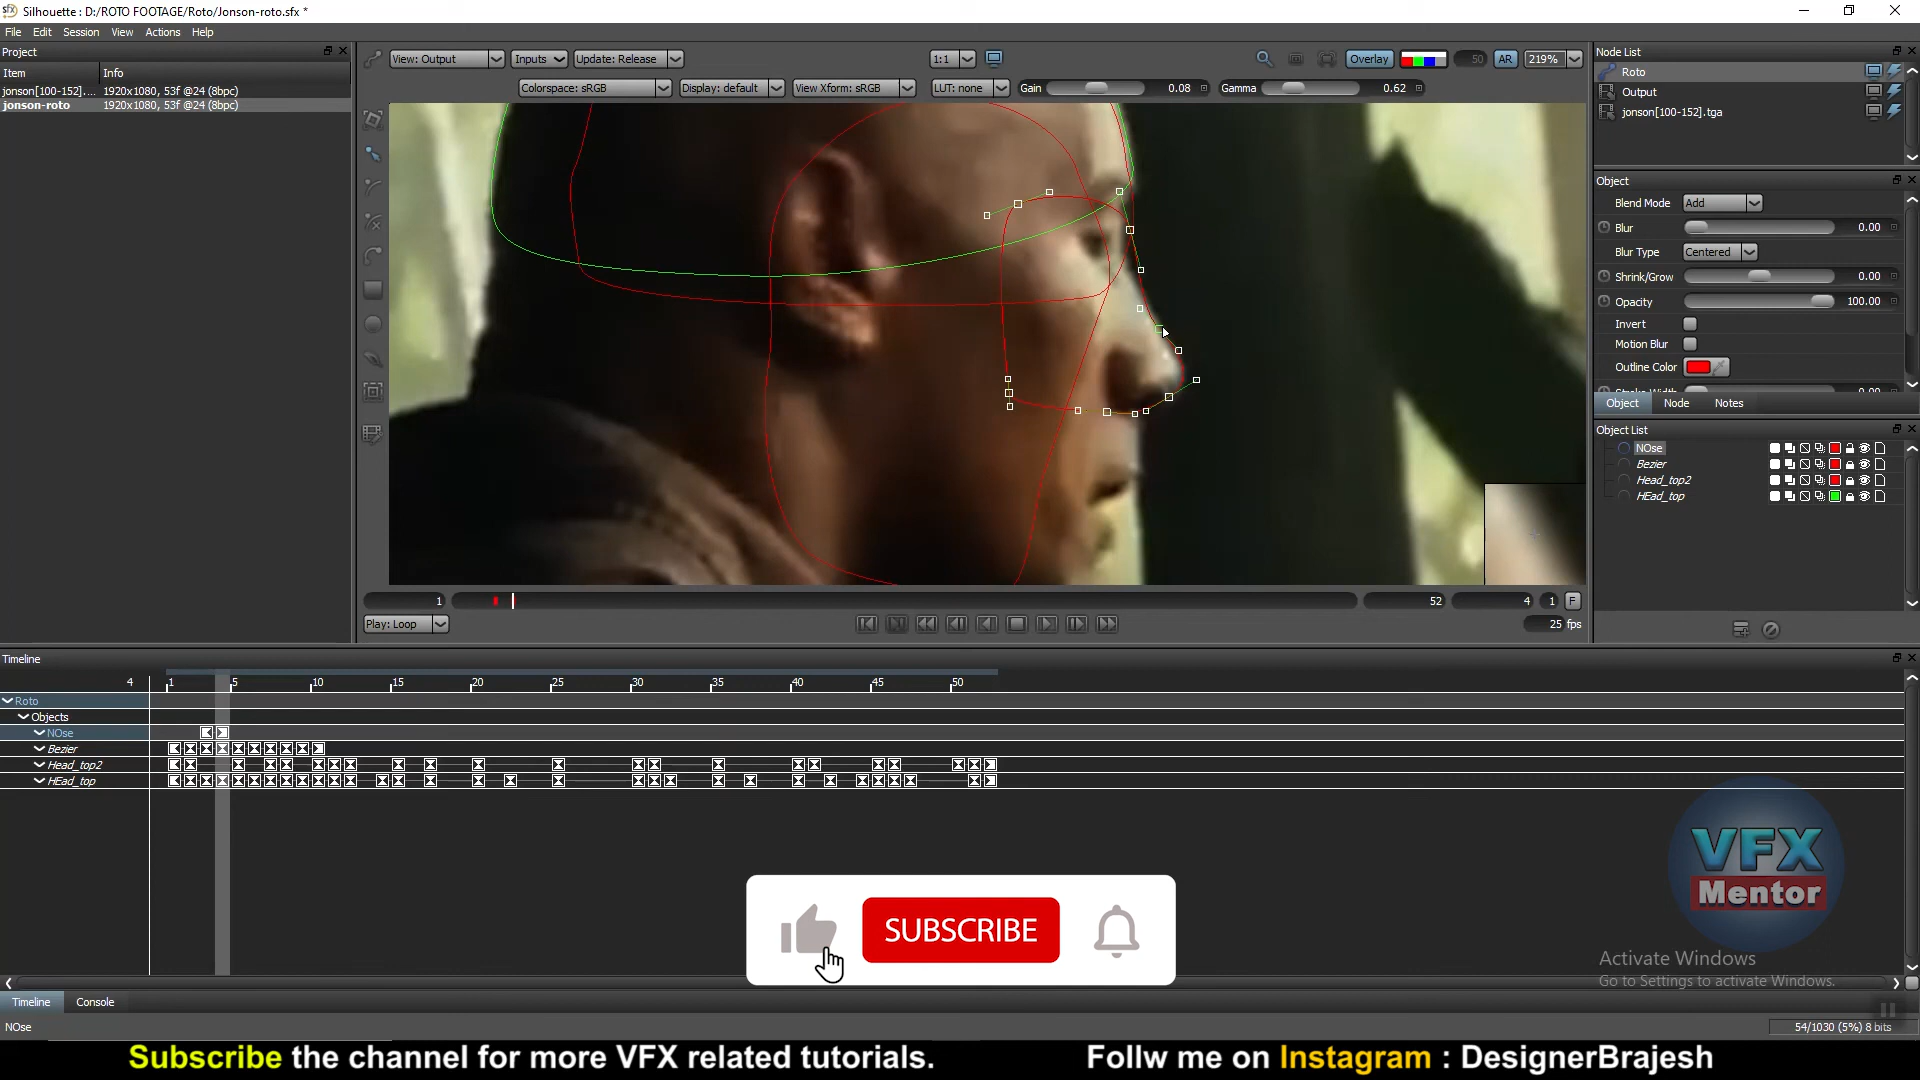 Silhouette : D:/ROTO FOOTAGE/Roto/Jonson-roto.sfx *
File Edit Session View Actions Help
Project
Item Info
jonson[100-152].... 1920x1080, 53f @24 (8bpc)
jonson-roto 1920x1080, 53f @24 (8bpc)
View: Output Inputs Update: Release 1:1 Overlay 50 AR 219%
Colorspace: sRGB Display: default View Xform: sRGB LUT: none Gain 0.08 Gamma 0.62
Node List
Roto
Output
jonson[100-152].tga
Object
Blend Mode Add
Blur 0.00
Blur Type Centered
Shrink/Grow 0.00
Opacity 100.00
Invert
Motion Blur
Outline Color
Stroke Width 0.00
Object Node Notes
Object List
NOse
Bezier
Head_top2
HEad_top
1 52 4 1 F
Play: Loop 25 fps
Timeline
4 1 5 10 15 20 25 30 35 40 45 50
Roto
Objects
NOse
Bezier
Head_top2
HEad_top
VFX
Mentor
SUBSCRIBE
Activate Windows
Go to Settings to activate Windows.
Timeline Console
NOse 54/1030 (5%) 8 bits
Subscribe the channel for more VFX related tutorials. Follw me on Instagram : DesignerBrajesh